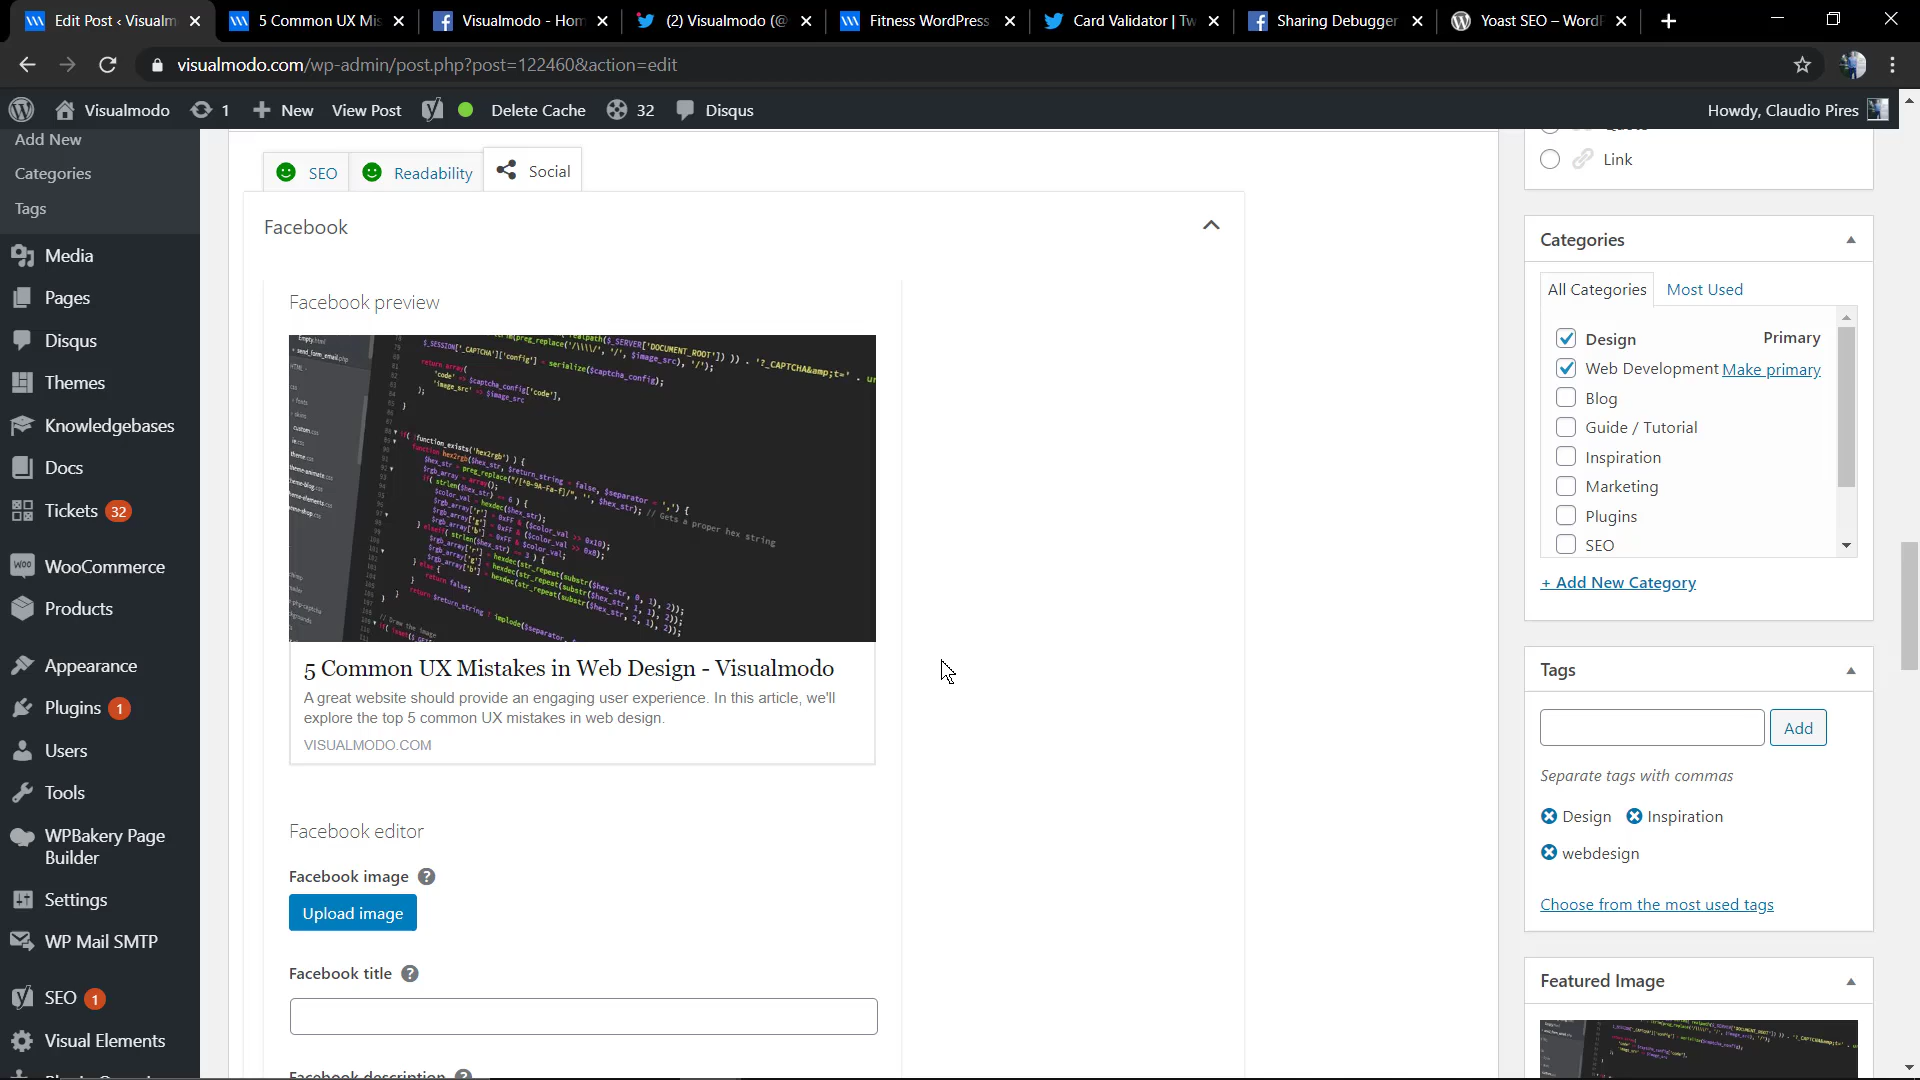 Edit Post ‹ Visualm
5 Common UX Mis
Visualmodo - Hom
(2) Visualmodo (@
Fitness WordPress
Card Validator | Tw
Sharing Debugger
Yoast SEO – WordP
visualmodo.com/wp-admin/post.php?post=122460&action=edit
Visualmodo
1
New
View Post
Delete Cache
32
Disqus
Howdy, Claudio Pires
Add New
Categories
Tags
Media
Pages
Disqus
Themes
Knowledgebases
Docs
Tickets 32
WooCommerce
Products
Appearance
Plugins 1
Users
Tools
WPBakery Page
Builder
Settings
WP Mail SMTP
SEO 1
Visual Elements
SEO
Readability
Social
Facebook
Facebook preview
5 Common UX Mistakes in Web Design - Visualmodo
A great website should provide an engaging user experience. In this article, we'll
explore the top 5 common UX mistakes in web design.
VISUALMODO.COM
Facebook editor
Facebook image
Upload image
Facebook title
Facebook description
Link
Categories
All Categories
Most Used
Design
Primary
Web Development Make primary
Blog
Guide / Tutorial
Inspiration
Marketing
Plugins
SEO
+ Add New Category
Tags
Add
Separate tags with commas
Design
Inspiration
webdesign
Choose from the most used tags
Featured Image